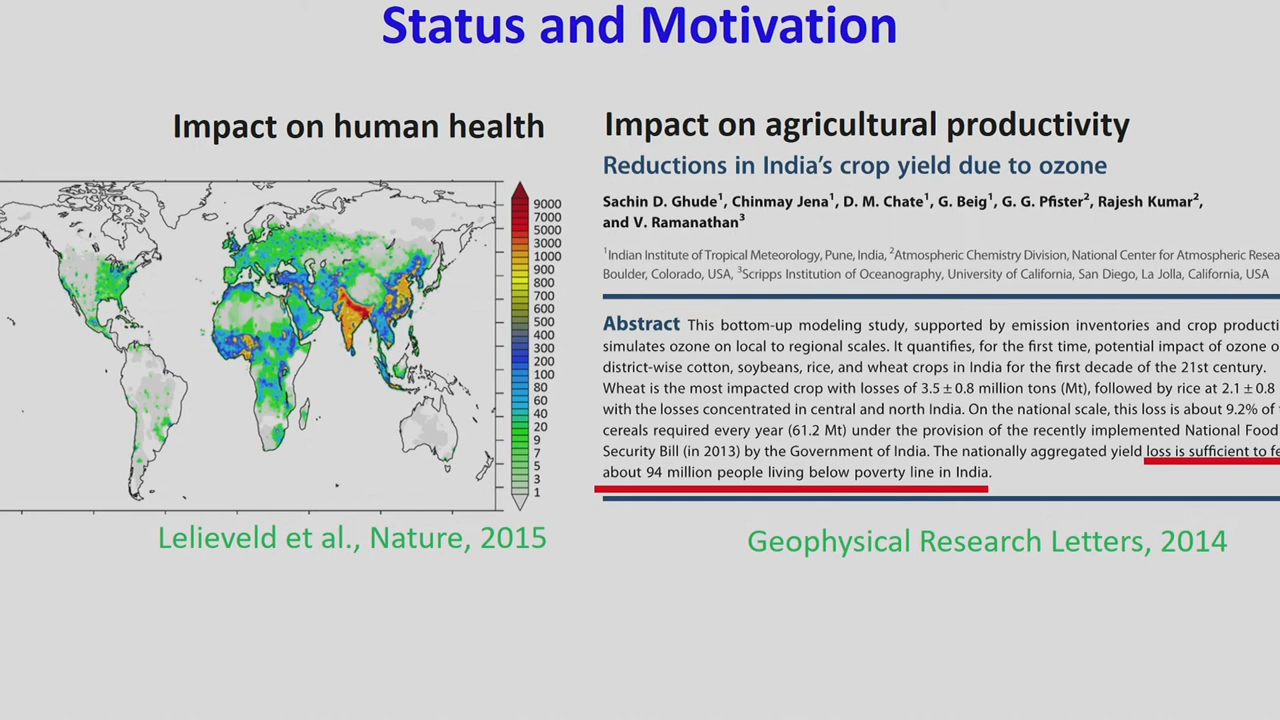 Status and Motivation
Impact on human health
9000
7000
5000
3000
1000
900
800
700
600
500
400
300
200
100
80
60
40
20
9
7
5
3
1
Lelieveld et al., Nature, 2015
Impact on agricultural productivity
Reductions in India's crop yield due to ozone
Sachin D. Ghude1, Chinmay Jena1, D. M. Chate1, G. Beig1, G. G. Pfister2, Rajesh Kumar2,
and V. Ramanathan3
1Indian Institute of Tropical Meteorology, Pune, India, 2Atmospheric Chemistry Division, National Center for Atmospheric Resea
Boulder, Colorado, USA, 3Scripps Institution of Oceanography, University of California, San Diego, La Jolla, California, USA
Abstract This bottom-up modeling study, supported by emission inventories and crop producti
simulates ozone on local to regional scales. It quantifies, for the first time, potential impact of ozone o
district-wise cotton, soybeans, rice, and wheat crops in India for the first decade of the 21st century.
Wheat is the most impacted crop with losses of 3.5 ± 0.8 million tons (Mt), followed by rice at 2.1 ± 0.8
with the losses concentrated in central and north India. On the national scale, this loss is about 9.2% of
cereals required every year (61.2 Mt) under the provision of the recently implemented National Food
Security Bill (in 2013) by the Government of India. The nationally aggregated yield loss is sufficient to fe
about 94 million people living below poverty line in India.
Geophysical Research Letters, 2014